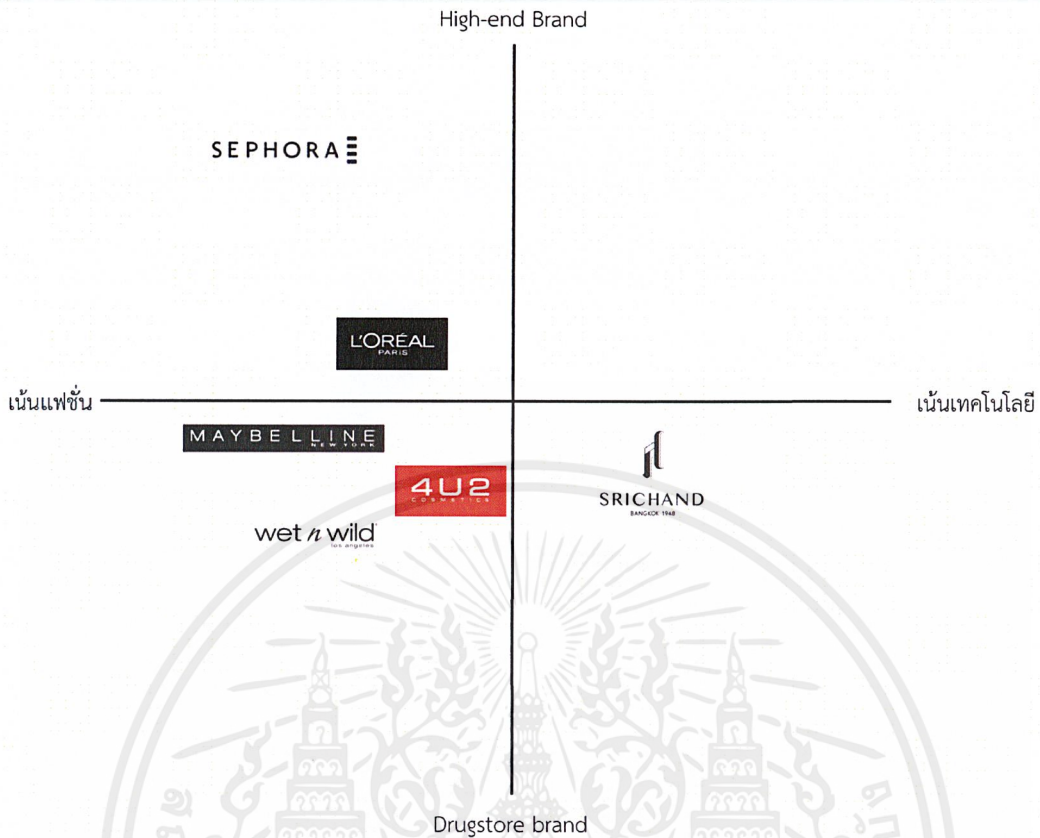 High-end Brand
SEPHORA
L'ORÉAL
PARIS
เน้นแฟชั่น
เน้นเทคโนโลยี
MAYBELLINE
NEW YORK
4U2
COSMETICS
SRICHAND
BANGKOK 1948
wet n wild
los angeles
Drugstore brand